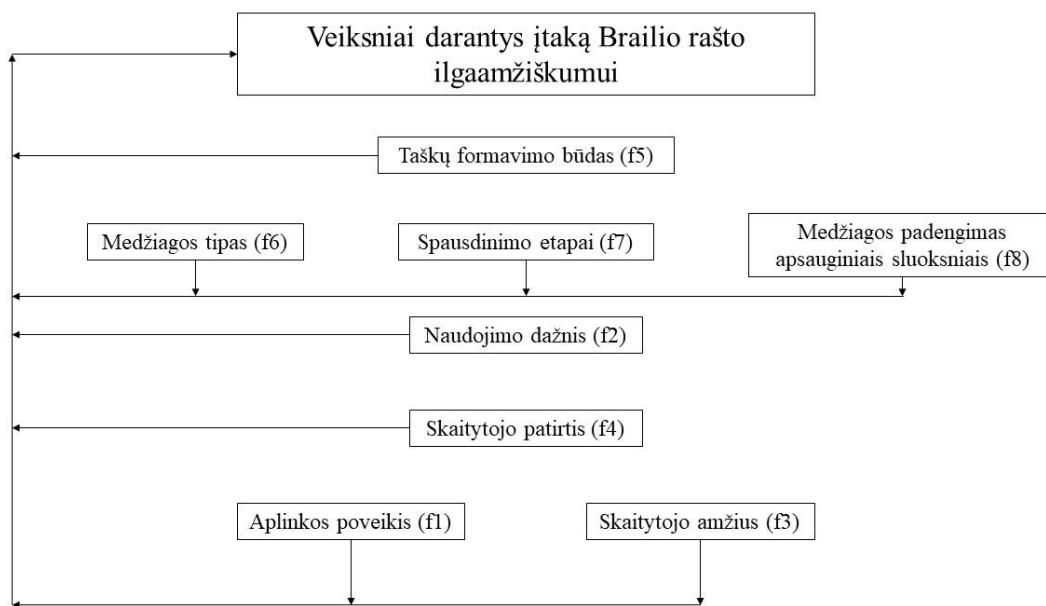 Veiksniai darantys įtaką Brailio rašto
ilgaamžiškumui
Taškų formavimo būdas (f5)
Medžiagos tipas (f6)
Spausdinimo etapai (f7)
Medžiagos padengimas
apsauginiais sluoksniais (f8)
Naudojimo dažnis (f2)
Skaitytojo patirtis (f4)
Aplinkos poveikis (f1)
Skaitytojo amžius (f3)